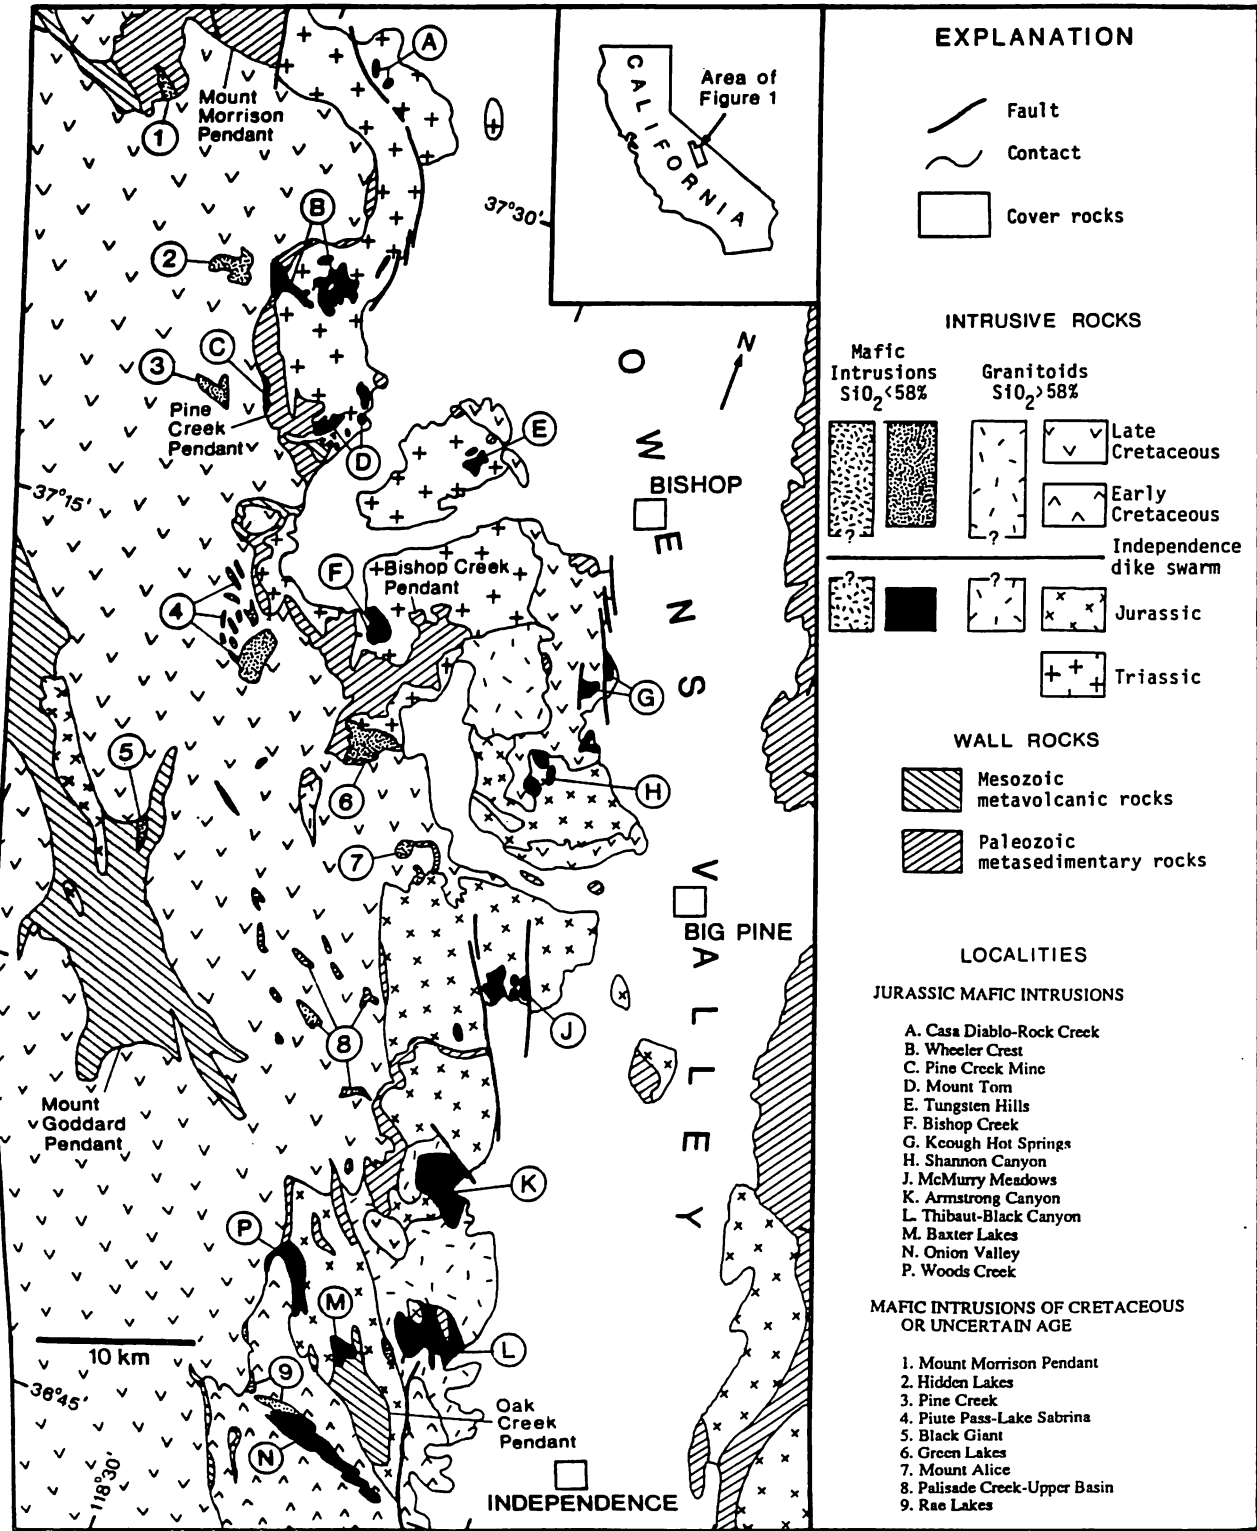 EXPLANATION
Fault
Contact
Cover rocks
INTRUSIVE ROCKS
Mafic
Intrusions
SiO₂<58%
Granitoids
SiO₂>58%
Late
Cretaceous
Early
Cretaceous
?
?
Independence
dike swarm
?
?
Jurassic
Triassic
WALL ROCKS
Mesozoic
metavolcanic rocks
Paleozoic
metasedimentary rocks
LOCALITIES
JURASSIC MAFIC INTRUSIONS
A. Casa Diablo-Rock Creek
B. Wheeler Crest
C. Pine Creek Mine
D. Mount Tom
E. Tungsten Hills
F. Bishop Creek
G. Keough Hot Springs
H. Shannon Canyon
J. McMurry Meadows
K. Armstrong Canyon
L. Thibaut-Black Canyon
M. Baxter Lakes
N. Onion Valley
P. Woods Creek
MAFIC INTRUSIONS OF CRETACEOUS
OR UNCERTAIN AGE
1. Mount Morrison Pendant
2. Hidden Lakes
3. Pine Creek
4. Piute Pass-Lake Sabrina
5. Black Giant
6. Green Lakes
7. Mount Alice
8. Palisade Creek-Upper Basin
9. Rae Lakes
CALIFORNIA
Area of
Figure 1
A
Mount
Morrison
Pendant
1
37°30'
B
2
N
C
3
Pine
Creek
Pendant
D
E
37°15'
BISHOP
OWENS VALLEY
F
Bishop Creek
Pendant
4
G
5
H
6
7
BIG PINE
J
8
Mount
Goddard
Pendant
K
P
M
L
10 km
9
36°45'
Oak
Creek
Pendant
N
118°30'
INDEPENDENCE